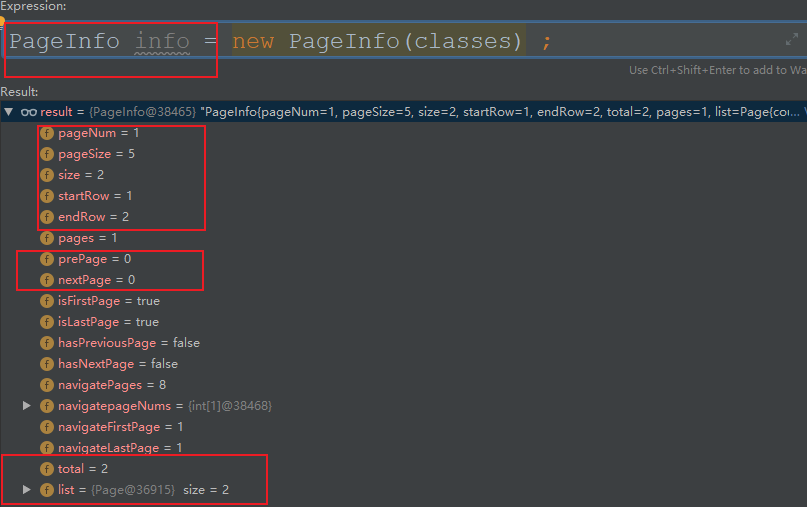 Expression:
PageInfo info = new PageInfo(classes) ;
Use Ctrl+Shift+Enter to add to Wa
Result:
result = {PageInfo@38465} "PageInfo{pageNum=1, pageSize=5, size=2, startRow=1, endRow=2, total=2, pages=1, list=Page{cou...
f pageNum = 1
f pageSize = 5
f size = 2
f startRow = 1
f endRow = 2
f pages = 1
f prePage = 0
f nextPage = 0
f isFirstPage = true
f isLastPage = true
f hasPreviousPage = false
f hasNextPage = false
f navigatePages = 8
f navigatepageNums = {int[1]@38468}
f navigateFirstPage = 1
f navigateLastPage = 1
f total = 2
f list = {Page@36915} size = 2